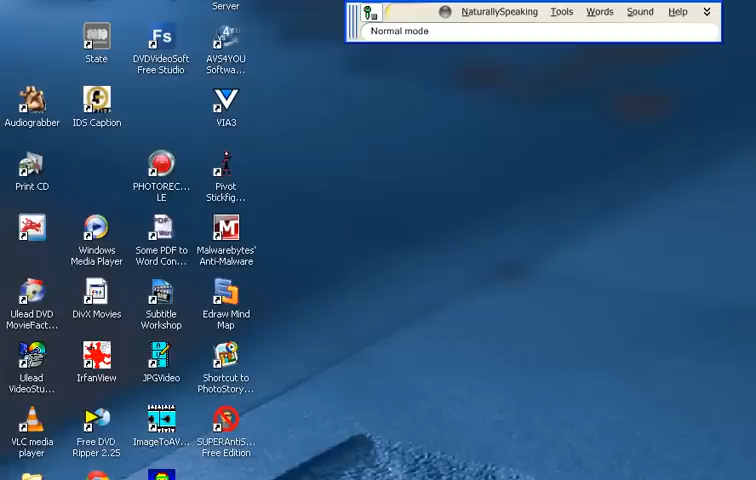 Server
NaturallySpeaking Tools Words Sound Help
Normal mode
State
DVDVideoSoft
Free Studio
AVS4YOU
Softwa...
Audiograbber
IDS Caption
VIA3
Print CD
PHOTOREC...
LE
Pivot
Stickfig...
Windows
Media Player
Some PDF to
Word Con...
Malwarebytes'
Anti-Malware
Ulead DVD
MovieFact...
DivX Movies
Subtitle
Workshop
Edraw Mind
Map
Ulead
VideoStu...
IrfanView
JPGVideo
Shortcut to
PhotoStory...
VLC media
player
Free DVD
Ripper 2.25
ImageToAV...
SUPERAntiS...
Free Edition